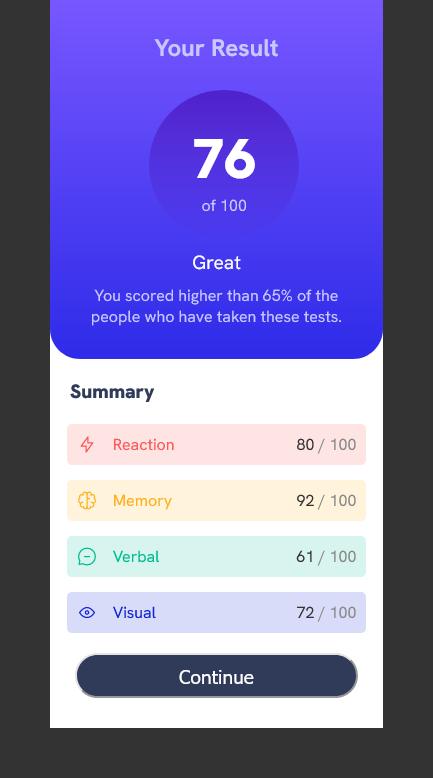 Your Result
76
of 100
Great
You scored higher than 65% of the
people who have taken these tests.
Summary
Reaction 80 / 100
Memory 92 / 100
Verbal 61 / 100
Visual 72 / 100
Continue